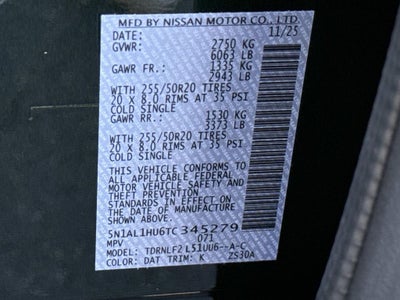 MFD BY NISSAN MOTOR CO., LTD.
DATE: 11/25
GVWR: 2750 KG
6063 LB
GAWR FR.: 1335 KG
2943 LB
WITH 255/50R20 TIRES
20 X 8.0 RIMS AT 35 PSI
COLD SINGLE
GAWR RR.: 1530 KG
3373 LB
WITH 255/50R20 TIRES
20 X 8.0 RIMS AT 35 PSI
COLD SINGLE
THIS VEHICLE CONFORMS TO
ALL APPLICABLE FEDERAL
MOTOR VEHICLE SAFETY AND
THEFT PREVENTION
STANDARDS IN EFFECT ON
THE DATE OF MANUFACTURE
SHOWN ABOVE.
5N1AL1HU6TC345279
MPV 071
TYPE: TDRNLF2L51UU6--A-C
COLOR: DAT TRIM: K ZS30A